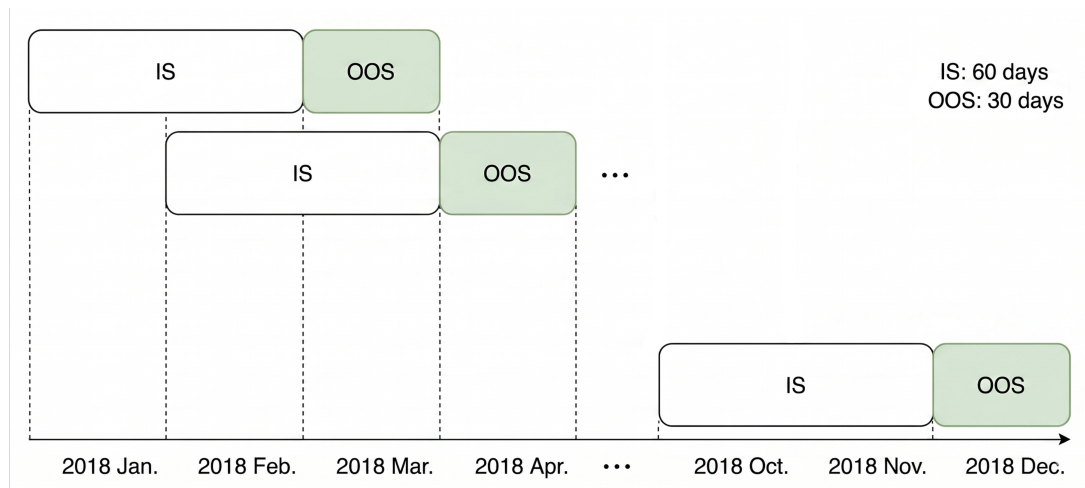 IS
OOS
IS: 60 days
OOS: 30 days
IS
OOS
...
IS
OOS
2018 Jan.
2018 Feb.
2018 Mar.
2018 Apr.
...
2018 Oct.
2018 Nov.
2018 Dec.